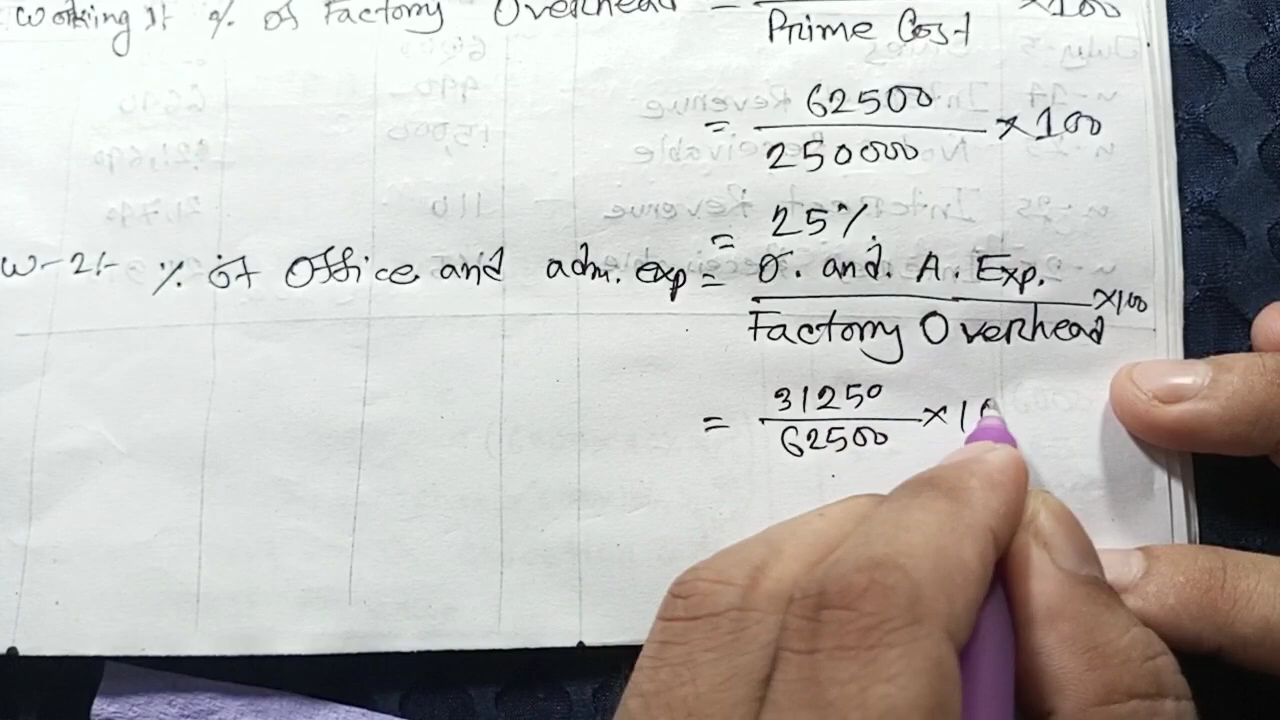 Working 1:- % of Factory Overhead = ×100
Prime Cost
= 62500 / 250000 ×100
= 25%
W-2:- % of Office and adm. exp = O. and. A. Exp. / Factory Overhead ×100
= 31250 / 62500 ×10